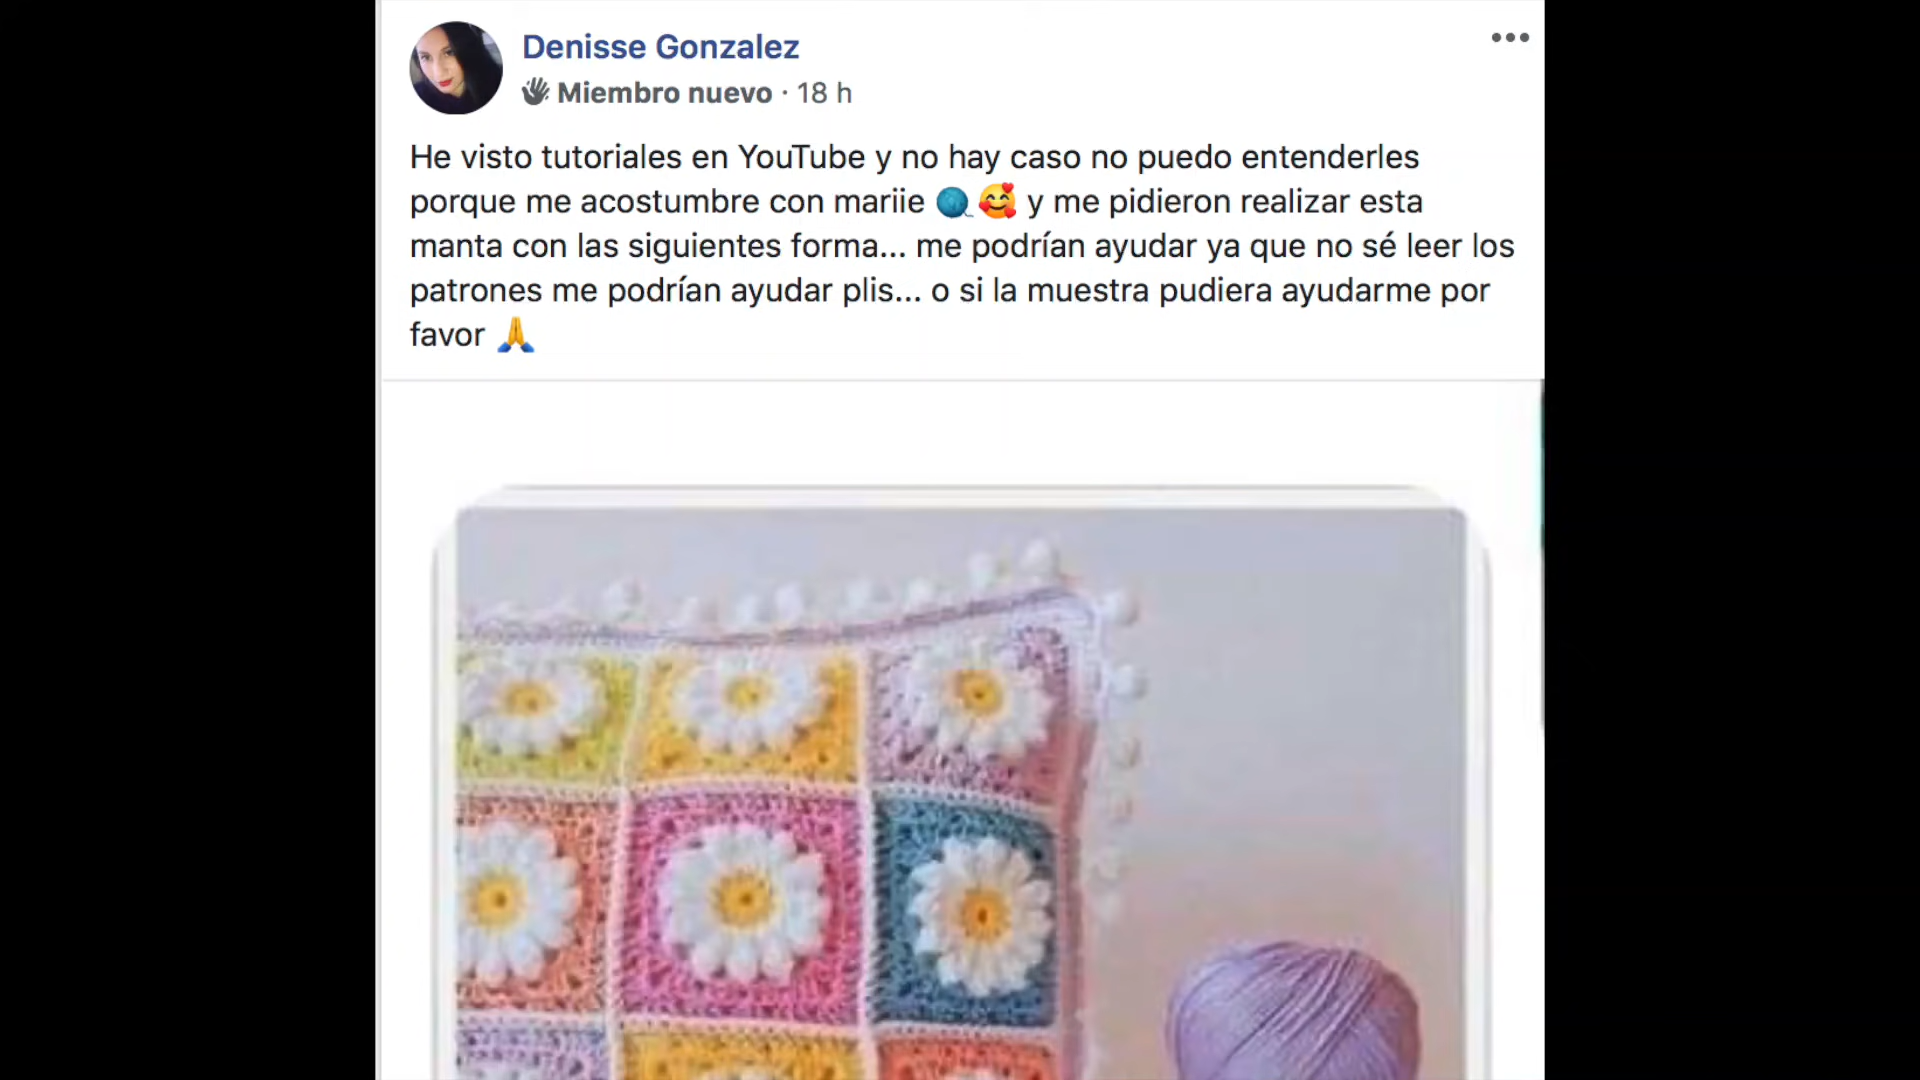 Denisse Gonzalez
Miembro nuevo · 18 h
He visto tutoriales en YouTube y no hay caso no puedo entenderles
porque me acostumbre con mariie 🧶🥰 y me pidieron realizar esta
manta con las siguientes forma... me podrían ayudar ya que no sé leer los
patrones me podrían ayudar plis... o si la muestra pudiera ayudarme por
favor 🙏